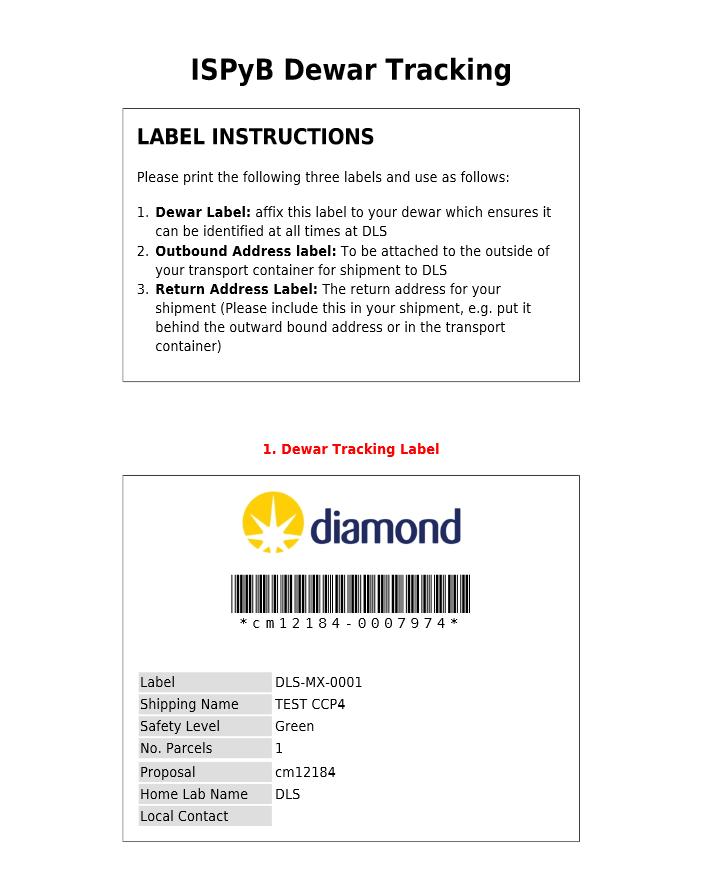 ISPyB Dewar Tracking
LABEL INSTRUCTIONS
Please print the following three labels and use as follows:
1. Dewar Label: affix this label to your dewar which ensures it
can be identified at all times at DLS
2. Outbound Address label: To be attached to the outside of
your transport container for shipment to DLS
3. Return Address Label: The return address for your
shipment (Please include this in your shipment, e.g. put it
behind the outward bound address or in the transport
container)
1. Dewar Tracking Label
diamond
*cm12184-0007974*
Label DLS-MX-0001
Shipping Name TEST CCP4
Safety Level Green
No. Parcels 1
Proposal cm12184
Home Lab Name DLS
Local Contact